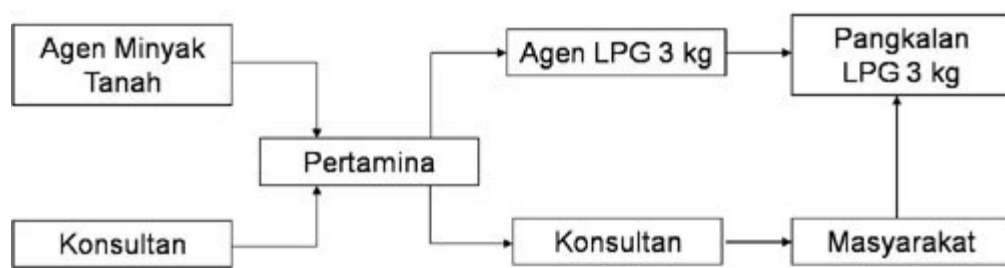 Agen Minyak
Tanah
Agen LPG 3 kg
Pangkalan
LPG 3 kg
Pertamina
Konsultan
Konsultan
Masyarakat